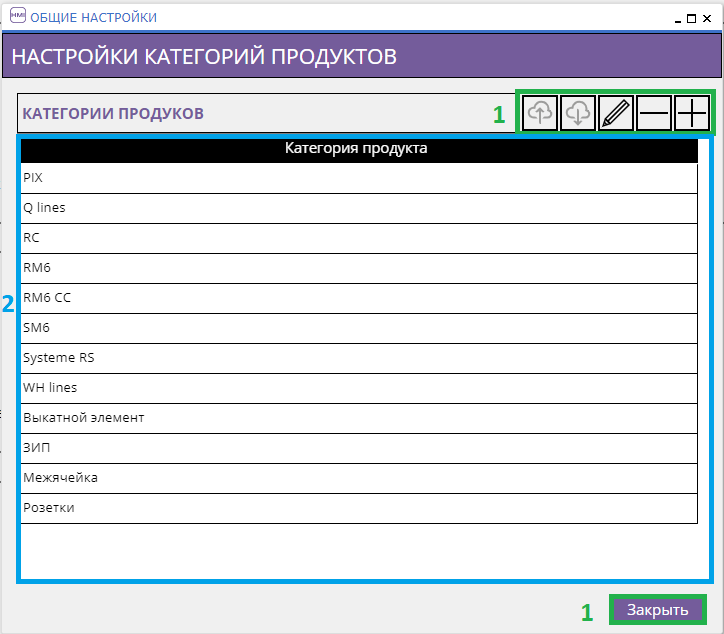 HMI ОБЩИЕ НАСТРОЙКИ
НАСТРОЙКИ КАТЕГОРИЙ ПРОДУКТОВ
КАТЕГОРИИ ПРОДУКОВ 1
Категория продукта
PIX
Q lines
RC
RM6
2 RM6 CC
SM6
Systeme RS
WH lines
Выкатной элемент
ЗИП
Межячейка
Розетки
1 Закрыть